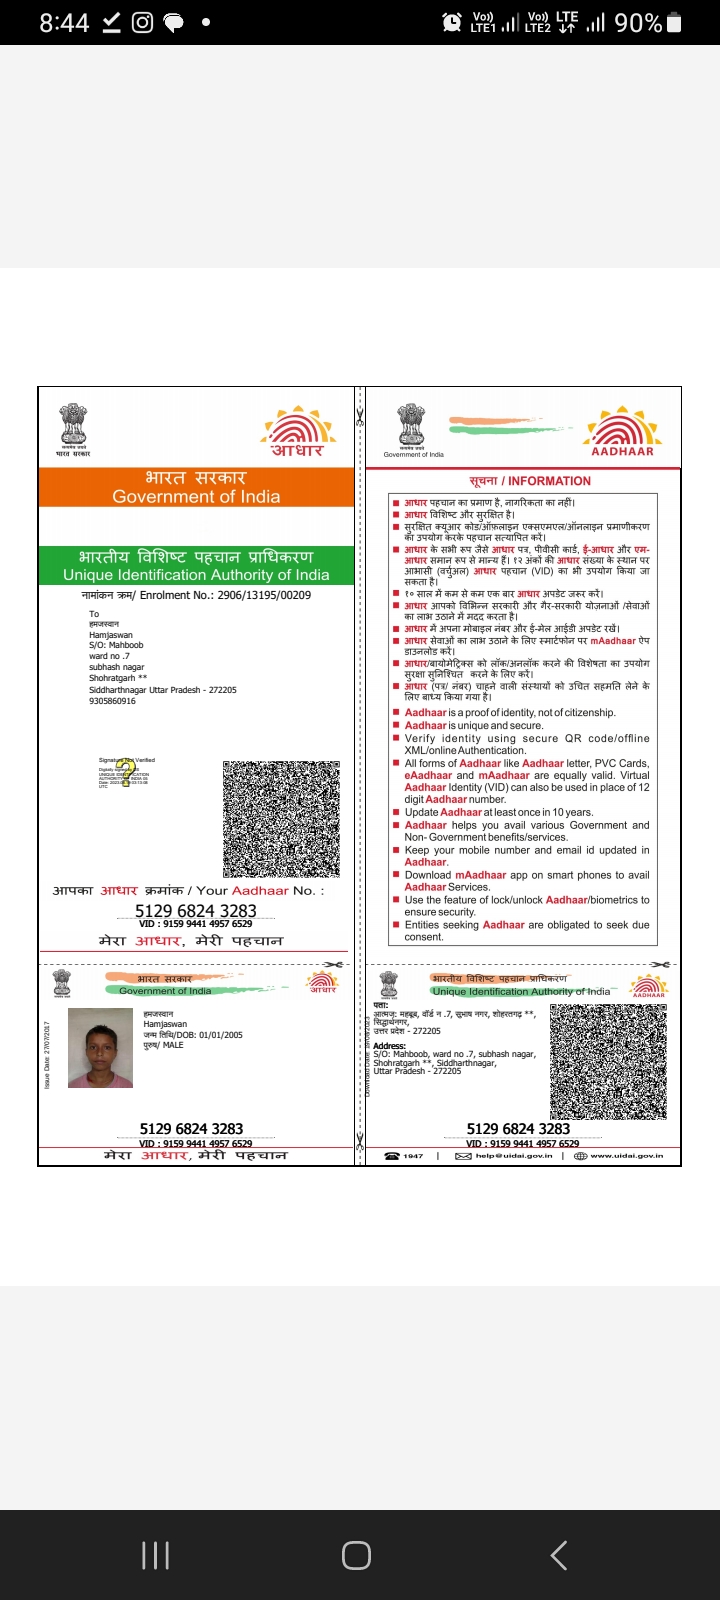 8:44
Vo)) LTE1 Vo)) LTE2 LTE 90%
सत्यमेव जयते
भारत सरकार
आधार
भारत सरकार
Government of India
भारतीय विशिष्ट पहचान प्राधिकरण
Unique Identification Authority of India
नामांकन क्रम/ Enrolment No.: 2906/13195/00209
To
हमजस्वान
Hamjaswan
S/O: Mahboob
ward no .7
subhash nagar
Shohratgarh **
Siddharthnagar Uttar Pradesh - 272205
9305860916
Signature Not Verified
?
आपका आधार क्रमांक / Your Aadhaar No. :
5129 6824 3283
VID : 9159 9441 4957 6529
मेरा आधार, मेरी पहचान
Government of India
AADHAAR
सूचना / INFORMATION
आधार पहचान का प्रमाण है, नागरिकता का नहीं।
आधार विशिष्ट और सुरक्षित है।
सुरक्षित क्यूआर कोड/ऑफ़लाइन एक्सएमएल/ऑनलाइन प्रमाणीकरण
का उपयोग करके पहचान सत्यापित करें।
आधार के सभी रूप जैसे आधार पत्र, पीवीसी कार्ड, ई-आधार और एम-
आधार समान रूप से मान्य हैं। १२ अंकों की आधार संख्या के स्थान पर
आभासी (वर्चुअल) आधार पहचान (VID) का भी उपयोग किया जा
सकता है।
१० साल में कम से कम एक बार आधार अपडेट जरूर करें।
आधार आपको विभिन्न सरकारी और गैर-सरकारी योजनाओं /सेवाओं
का लाभ उठाने में मदद करता है।
आधार में अपना मोबाइल नंबर और ई-मेल आईडी अपडेट रखें।
आधार सेवाओं का लाभ उठाने के लिए स्मार्टफोन पर mAadhaar ऐप
डाउनलोड करें।
आधार/बायोमेट्रिक्स को लॉक/अनलॉक करने की विशेषता का उपयोग
सुरक्षा सुनिश्चित करने के लिए करें।
आधार (पत्र/ नंबर) चाहने वाली संस्थायों को उचित सहमति लेने के
लिए बाध्य किया गया है।
Aadhaar is a proof of identity, not of citizenship.
Aadhaar is unique and secure.
Verify identity using secure QR code/offline
XML/online Authentication.
All forms of Aadhaar like Aadhaar letter, PVC Cards,
eAadhaar and mAadhaar are equally valid. Virtual
Aadhaar Identity (VID) can also be used in place of 12
digit Aadhaar number.
Update Aadhaar at least once in 10 years.
Aadhaar helps you avail various Government and
Non- Government benefits/services.
Keep your mobile number and email id updated in
Aadhaar.
Download mAadhaar app on smart phones to avail
Aadhaar Services.
Use the feature of lock/unlock Aadhaar/biometrics to
ensure security.
Entities seeking Aadhaar are obligated to seek due
consent.
भारत सरकार
Government of India
आधार
Issue Date: 27/07/2017
हमजस्वान
Hamjaswan
जन्म तिथि/DOB: 01/01/2005
पुरुष/ MALE
5129 6824 3283
VID : 9159 9441 4957 6529
मेरा आधार, मेरी पहचान
भारतीय विशिष्ट पहचान प्राधिकरण
Unique Identification Authority of India
AADHAAR
पता:
आत्मज: महबूब, वॉर्ड न .7, सुभाष नगर, शोहरतगढ़ **,
सिद्धार्थनगर,
उत्तर प्रदेश - 272205
Address:
S/O: Mahboob, ward no .7, subhash nagar,
Shohratgarh **, Siddharthnagar,
Uttar Pradesh - 272205
5129 6824 3283
VID : 9159 9441 4957 6529
1947 | help@uidai.gov.in | www.uidai.gov.in